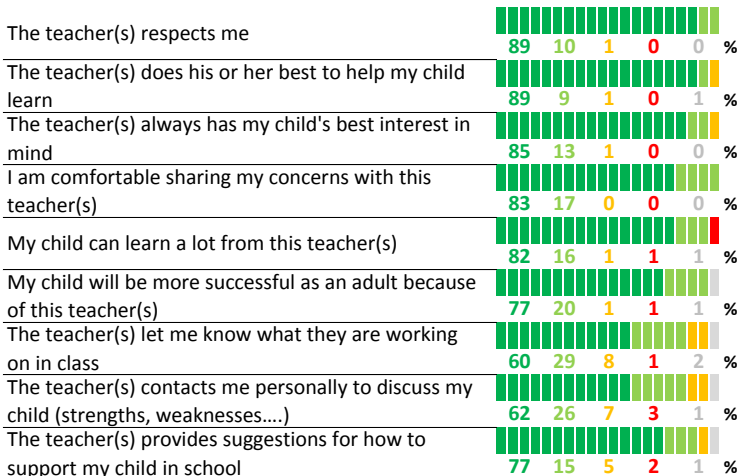 The teacher(s) respects me
89 10 1 0 0 %
The teacher(s) does his or her best to help my child
learn
89 9 1 0 1 %
The teacher(s) always has my child's best interest in
mind
85 13 1 0 0 %
I am comfortable sharing my concerns with this
teacher(s)
83 17 0 0 0 %
My child can learn a lot from this teacher(s)
82 16 1 1 1 %
My child will be more successful as an adult because
of this teacher(s)
77 20 1 1 1 %
The teacher(s) let me know what they are working
on in class
60 29 8 1 2 %
The teacher(s) contacts me personally to discuss my
child (strengths, weaknesses....)
62 26 7 3 1 %
The teacher(s) provides suggestions for how to
support my child in school
77 15 5 2 1 %